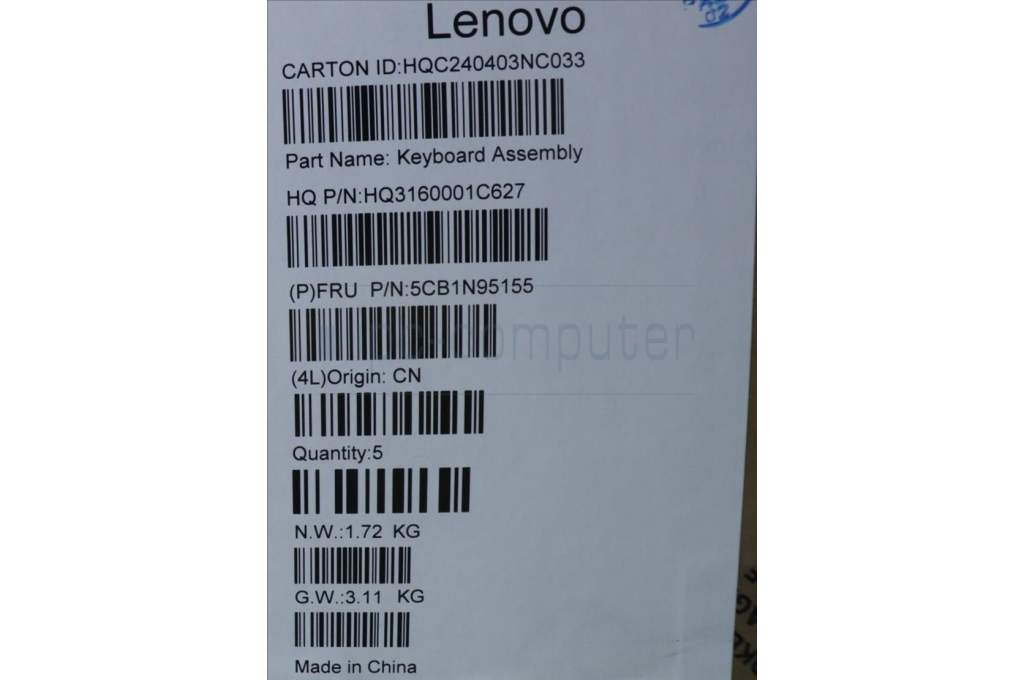 Lenovo
CARTON ID:HQC240403NC033
Part Name: Keyboard Assembly
HQ P/N:HQ3160001C627
(P)FRU P/N:5CB1N95155
computer
(4L)Origin: CN
Quantity:5
N.W.:1.72 KG
G.W.:3.11 KG
Made in China